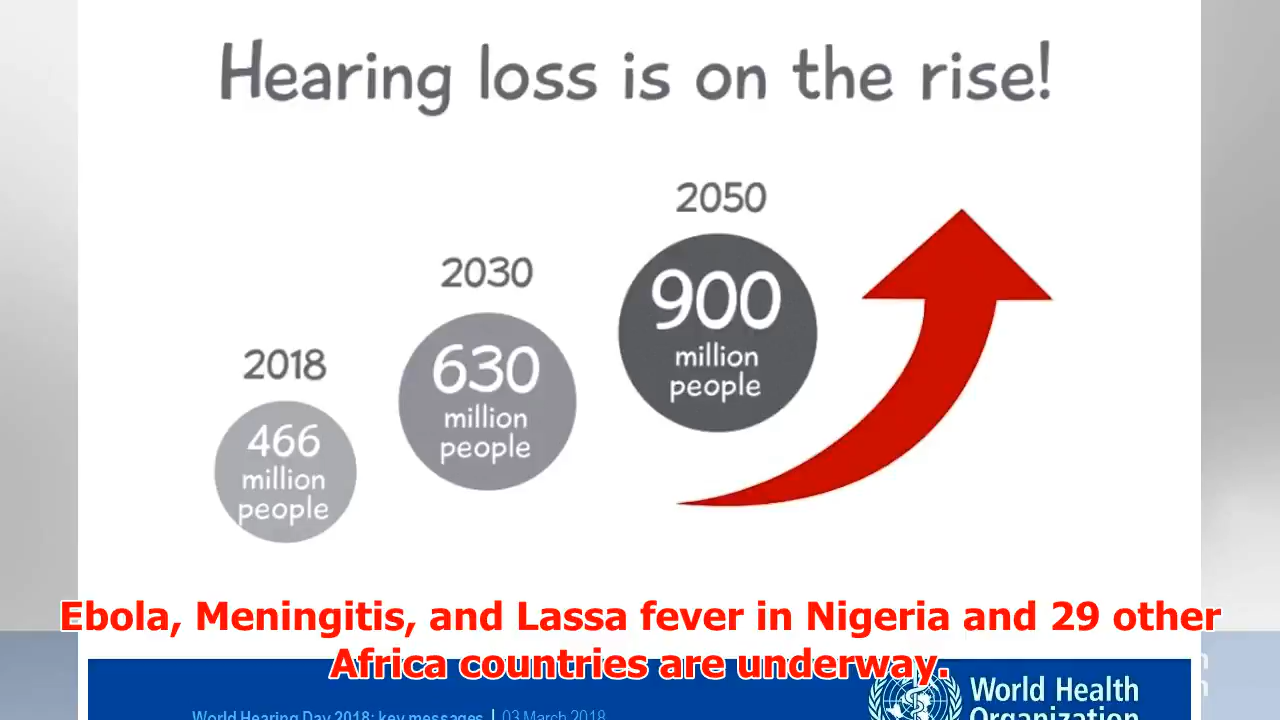 Hearing loss is on the rise!
2050
900
million
people
2030
630
million
people
2018
466
million
people
Ebola, Meningitis, and Lassa fever in Nigeria and 29 other
Africa countries are underway.
World Health
Organization
World Hearing Day 2018: key messages | 03 March 2018